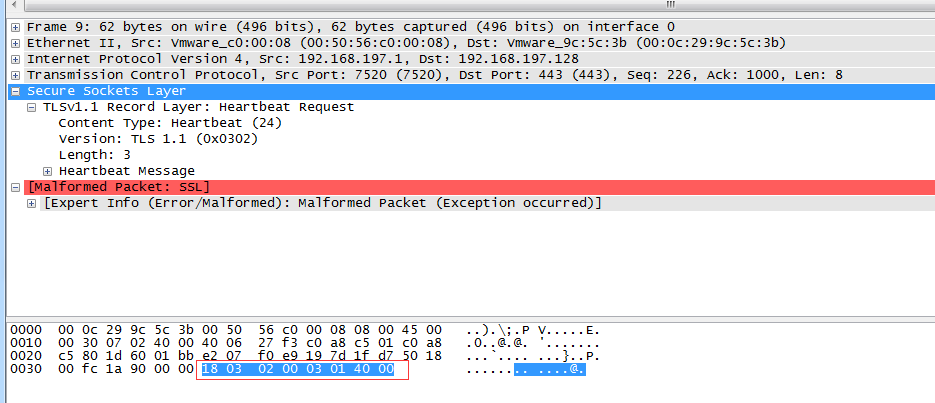 Frame 9: 62 bytes on wire (496 bits), 62 bytes captured (496 bits) on interface 0
Ethernet II, Src: Vmware_c0:00:08 (00:50:56:c0:00:08), Dst: Vmware_9c:5c:3b (00:0c:29:9c:5c:3b)
Internet Protocol Version 4, Src: 192.168.197.1, Dst: 192.168.197.128
Transmission Control Protocol, Src Port: 7520 (7520), Dst Port: 443 (443), Seq: 226, Ack: 1000, Len: 8
Secure Sockets Layer
TLSv1.1 Record Layer: Heartbeat Request
Content Type: Heartbeat (24)
Version: TLS 1.1 (0x0302)
Length: 3
Heartbeat Message
[Malformed Packet: SSL]
[Expert Info (Error/Malformed): Malformed Packet (Exception occurred)]
0000 00 0c 29 9c 5c 3b 00 50 56 c0 00 08 08 00 45 00 ..).\;.P V.....E.
0010 00 30 07 02 40 00 40 06 27 f3 c0 a8 c5 01 c0 a8 .0..@.@. '.......
0020 c5 80 1d 60 01 bb e2 07 f0 e9 19 7d 1f d7 50 18 ...`.... ...}..P.
0030 00 fc 1a 90 00 00 18 03 02 00 03 01 40 00 ........ ....@.